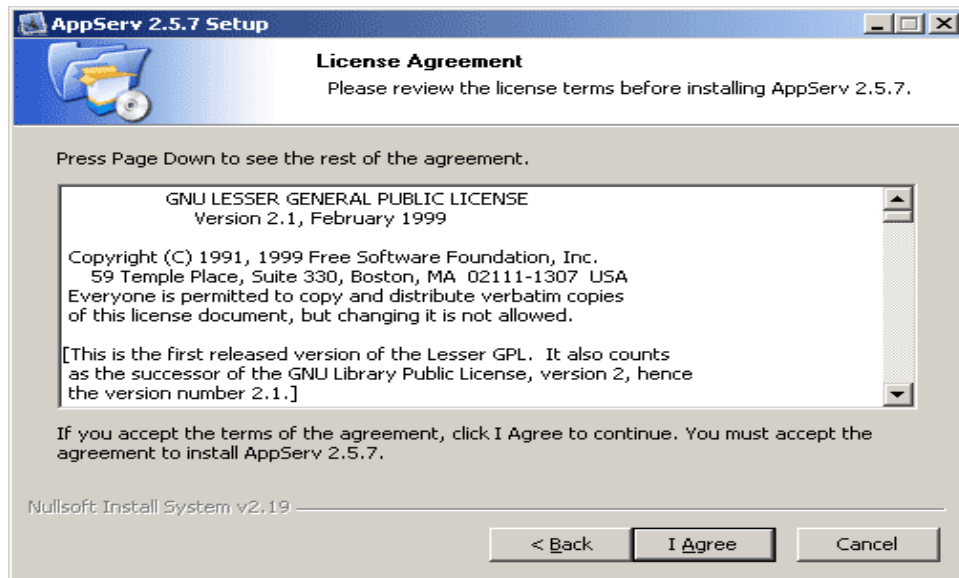 AppServ 2.5.7 Setup
License Agreement
Please review the license terms before installing AppServ 2.5.7.
Press Page Down to see the rest of the agreement.
GNU LESSER GENERAL PUBLIC LICENSE
Version 2.1, February 1999
Copyright (C) 1991, 1999 Free Software Foundation, Inc.
59 Temple Place, Suite 330, Boston, MA 02111-1307 USA
Everyone is permitted to copy and distribute verbatim copies
of this license document, but changing it is not allowed.
[This is the first released version of the Lesser GPL. It also counts
as the successor of the GNU Library Public License, version 2, hence
the version number 2.1.]
If you accept the terms of the agreement, click I Agree to continue. You must accept the
agreement to install AppServ 2.5.7.
Nullsoft Install System v2.19
< Back I Agree Cancel